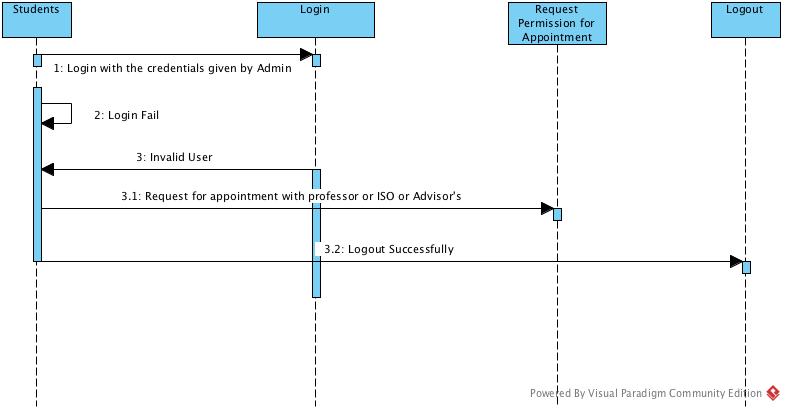 Students
Login
Request
Permission for
Appointment
Logout
1: Login with the credentials given by Admin
2: Login Fail
3: Invalid User
3.1: Request for appointment with professor or ISO or Advisor's
3.2: Logout Successfully
Powered By Visual Paradigm Community Edition